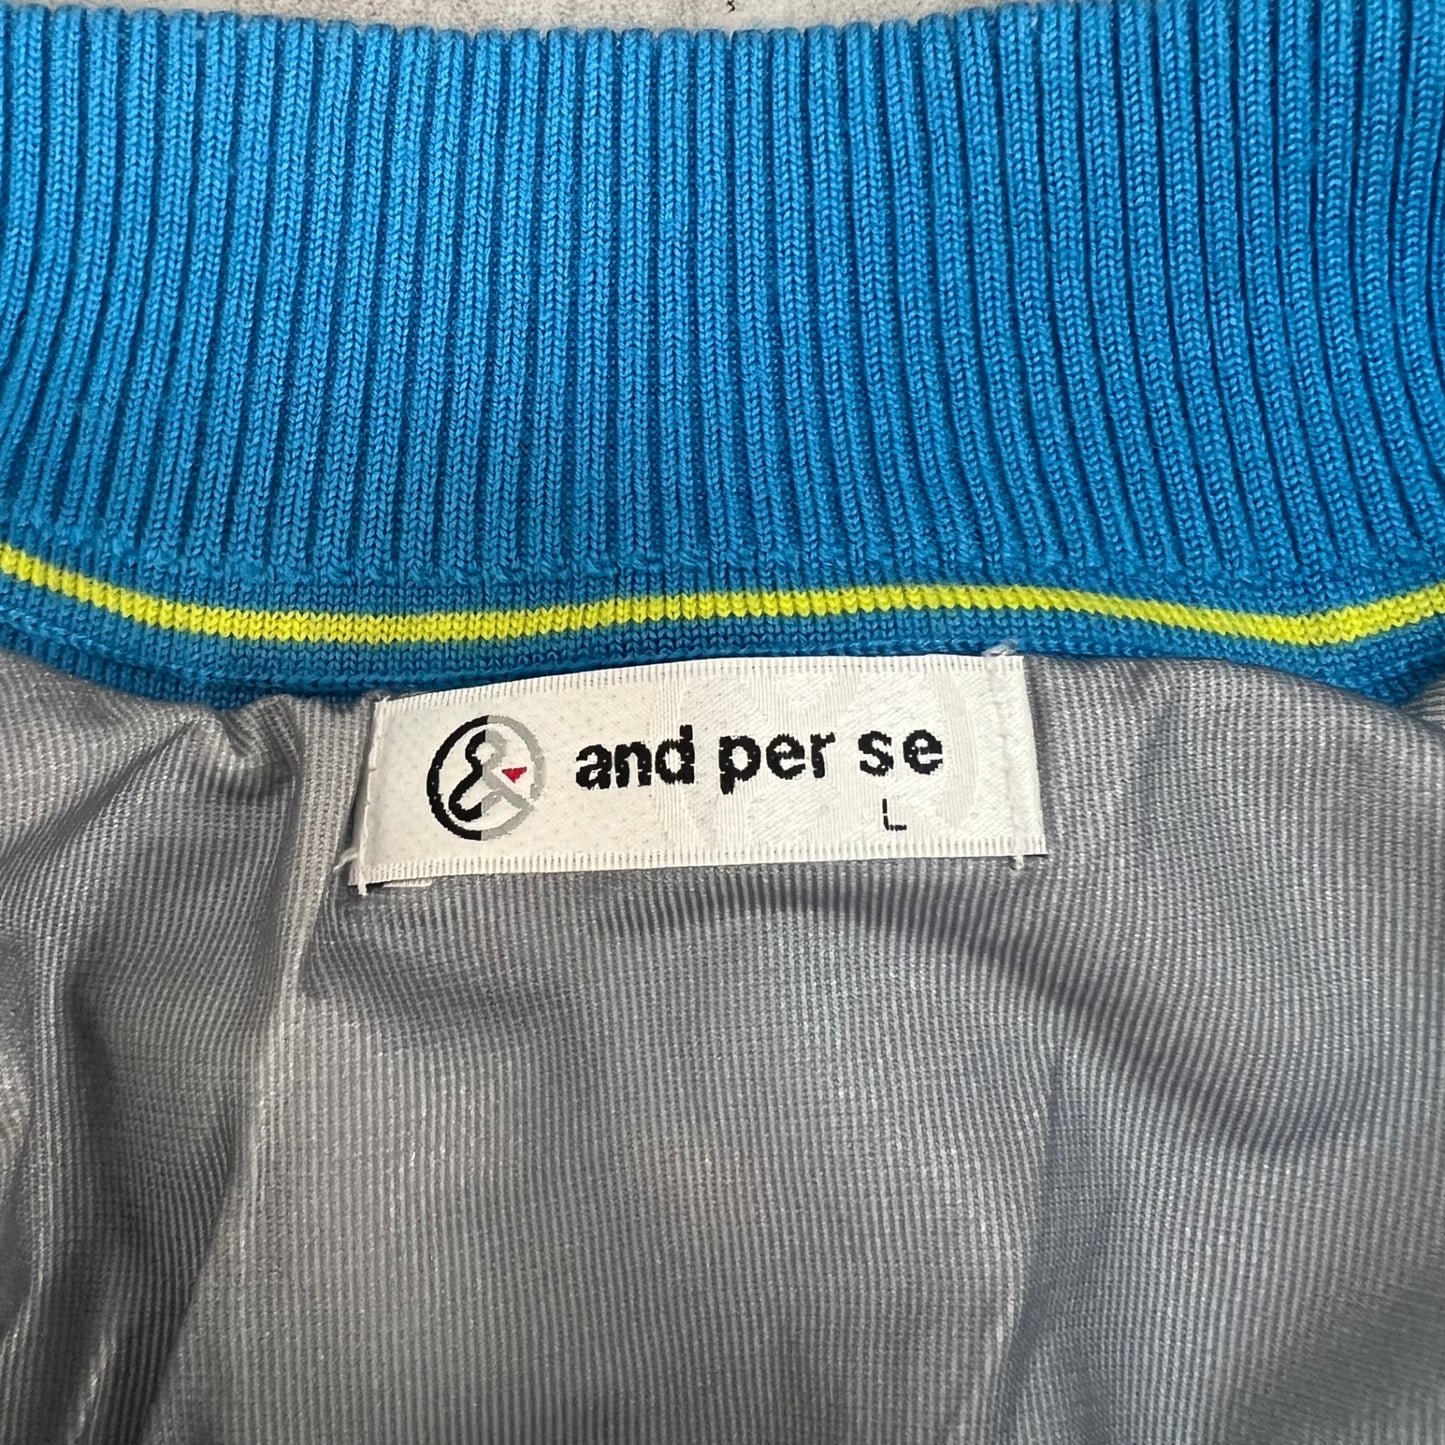 & and per se
L